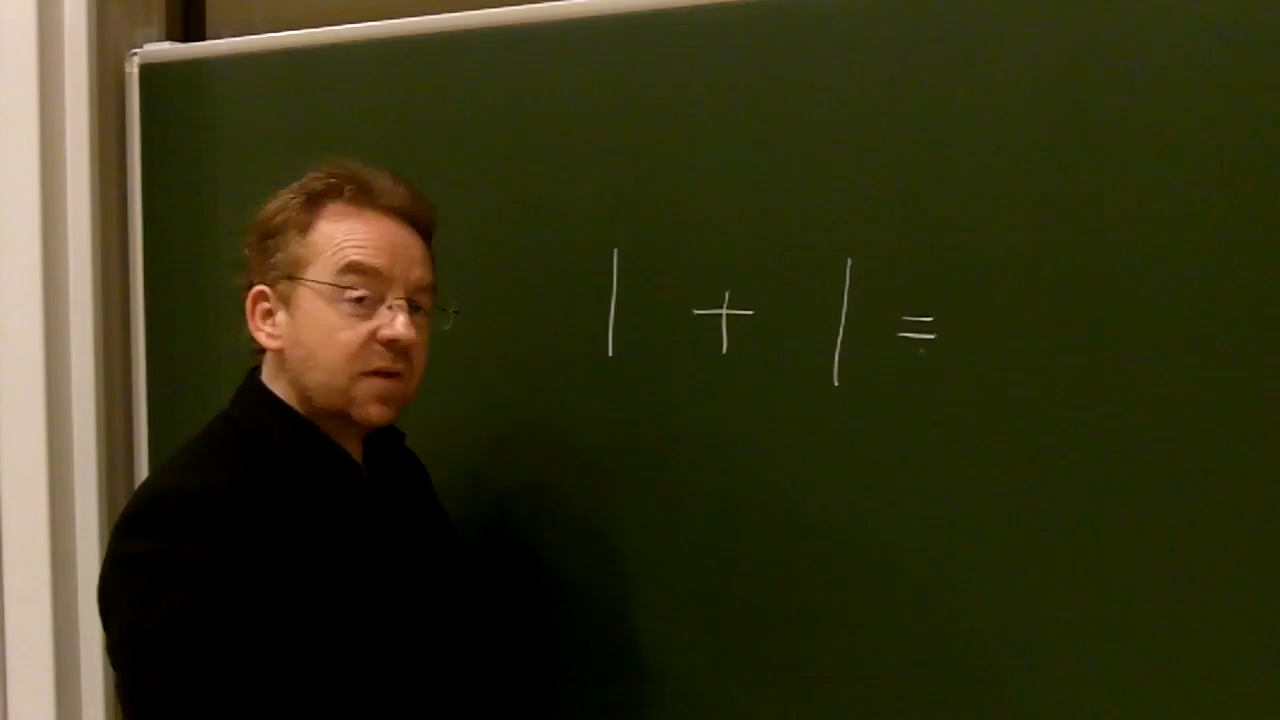 1 + 1 =